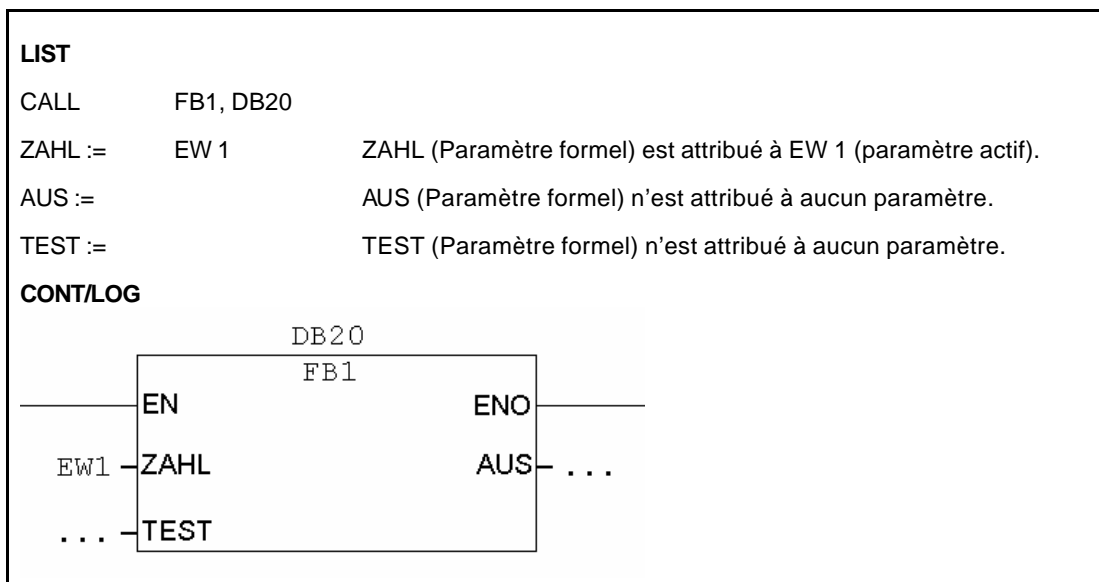 LIST
CALL FB1, DB20
ZAHL := EW 1 ZAHL (Paramètre formel) est attribué à EW 1 (paramètre actif).
AUS := AUS (Paramètre formel) n’est attribué à aucun paramètre.
TEST := TEST (Paramètre formel) n’est attribué à aucun paramètre.
CONT/LOG
DB20
FB1
EN ENO
EW1 ZAHL AUS ...
... TEST